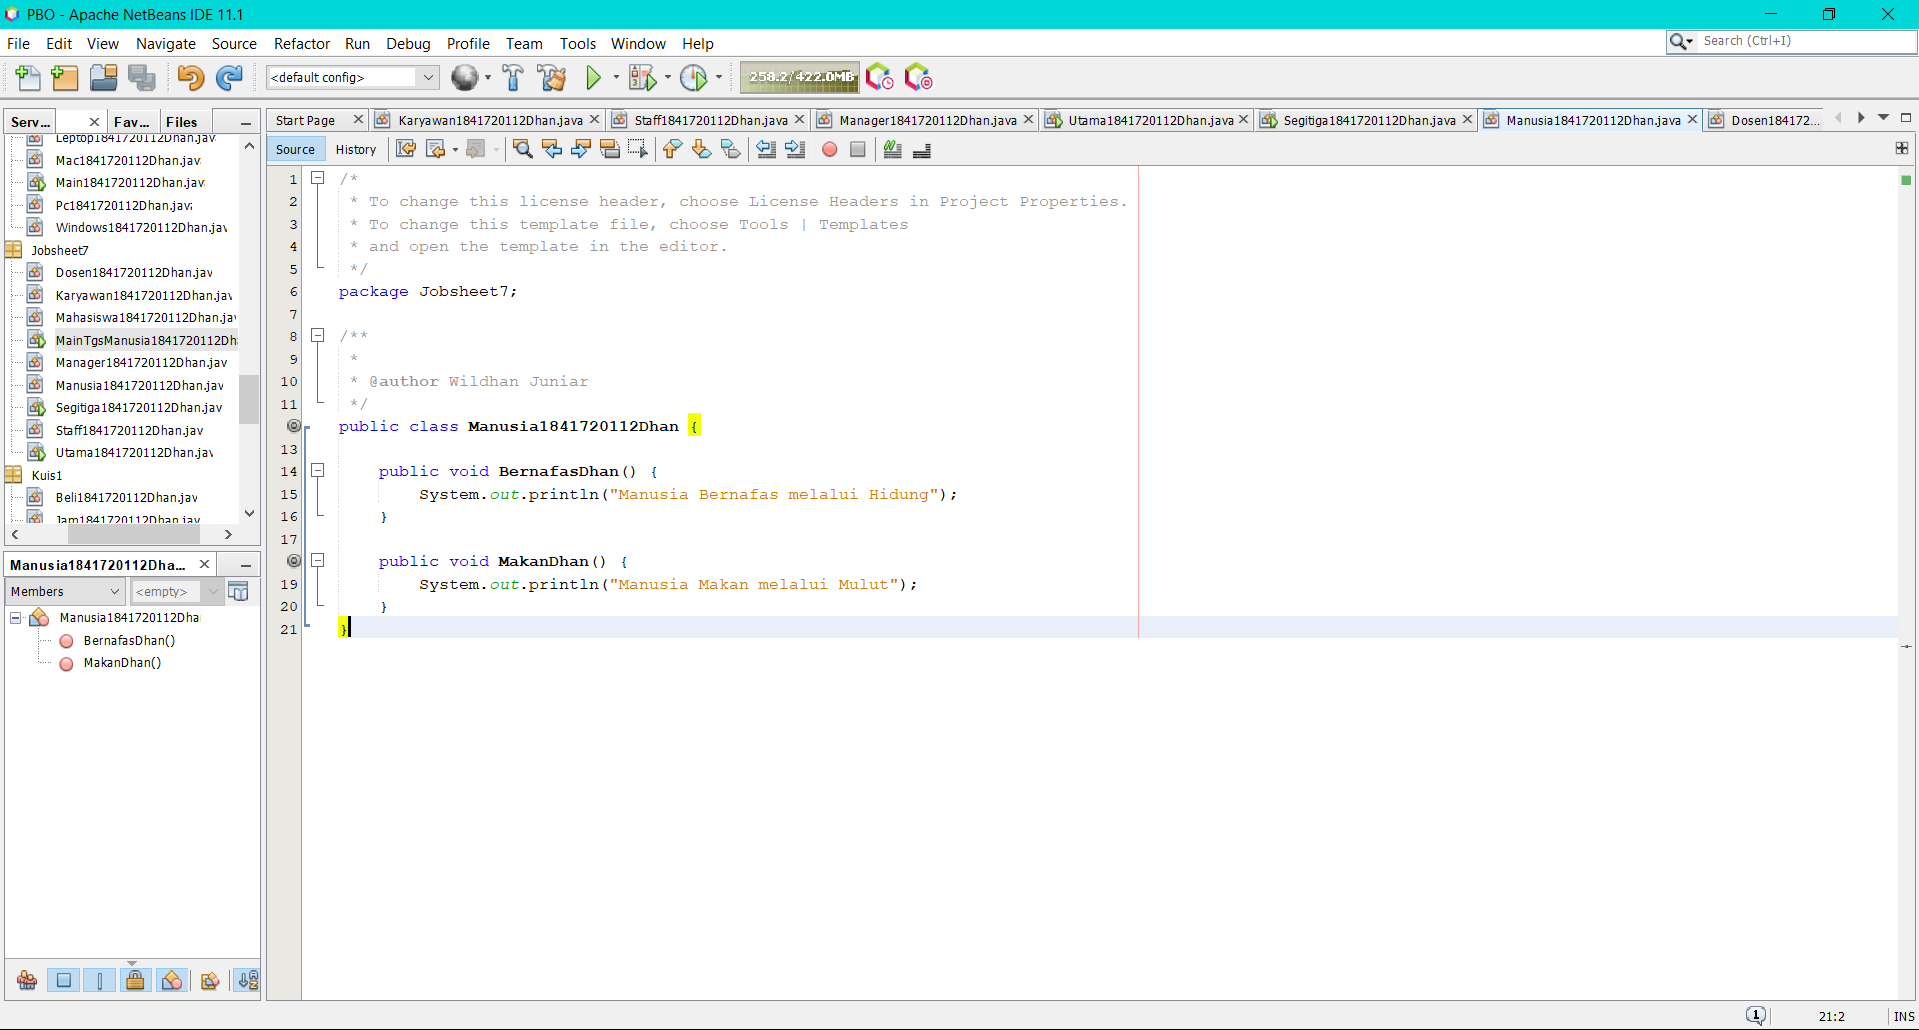 PBO - Apache NetBeans IDE 11.1
File Edit View Navigate Source Refactor Run Debug Profile Team Tools Window Help
Search (Ctrl+I)
<default config>
258.2/422.0MB
Serv... Fav... Files
Start Page Karyawan1841720112Dhan.java Staff1841720112Dhan.java Manager1841720112Dhan.java Utama1841720112Dhan.java Segitiga1841720112Dhan.java Manusia1841720112Dhan.java Dosen184172...
Source History
Leptop1841720112Dhan.java
Mac1841720112Dhan.java
Main1841720112Dhan.java
Pc1841720112Dhan.java
Windows1841720112Dhan.jav
Jobsheet7
Dosen1841720112Dhan.jav
Karyawan1841720112Dhan.jav
Mahasiswa1841720112Dhan.jav
MainTgsManusia1841720112Dh
Manager1841720112Dhan.jav
Manusia1841720112Dhan.jav
Segitiga1841720112Dhan.jav
Staff1841720112Dhan.jav
Utama1841720112Dhan.jav
Kuis1
Beli1841720112Dhan.jav
Jam1841720112Dhan.jav
Manusia1841720112Dha...
Members <empty>
Manusia1841720112Dha
BernafasDhan()
MakanDhan()
1 /*
2 * To change this license header, choose License Headers in Project Properties.
3 * To change this template file, choose Tools | Templates
4 * and open the template in the editor.
5 */
6 package Jobsheet7;
7
8 /**
9 *
10 * @author Wildhan Juniar
11 */
public class Manusia1841720112Dhan {
13
14 public void BernafasDhan() {
15 System.out.println("Manusia Bernafas melalui Hidung");
16 }
17
public void MakanDhan() {
19 System.out.println("Manusia Makan melalui Mulut");
20 }
21 }
1
21:2 INS